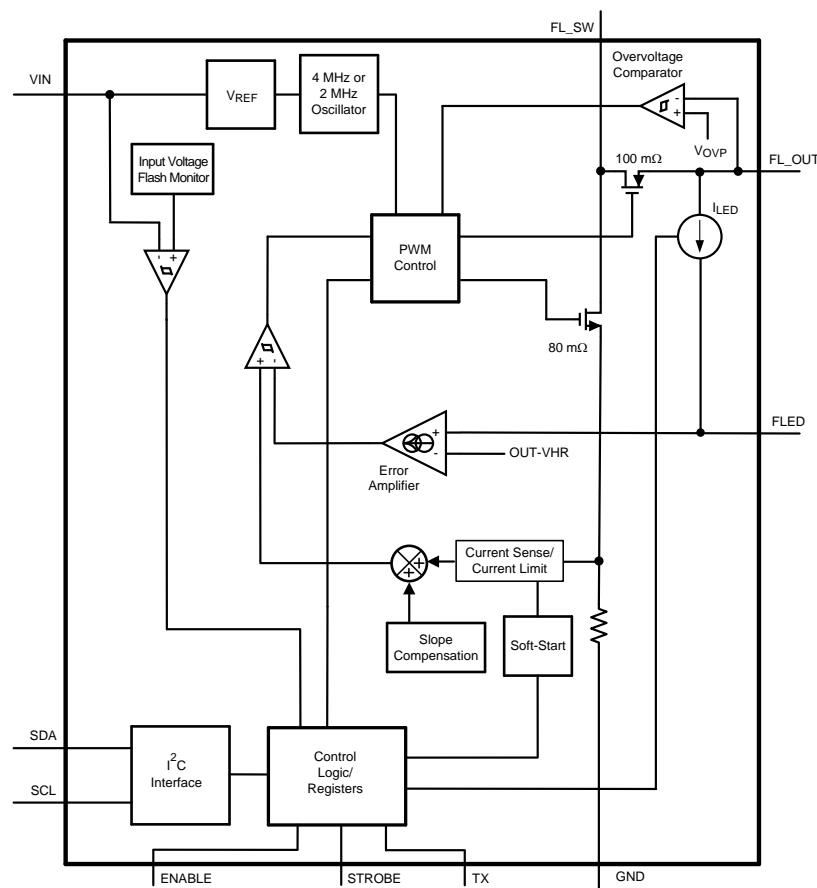 FL_SW
Overvoltage
Comparator
VIN
VREF
4 MHz or
2 MHz
Oscillator
-
+
VOVP
Input Voltage
Flash Monitor
100 mΩ
FL_OUT
ILED
- +
PWM
Control
80 mΩ
+ -
FLED
+
-
OUT-VHR
Error
Amplifier
+
+
Current Sense/
Current Limit
Slope
Compensation
Soft-Start
SDA
I2C
Interface
SCL
Control
Logic/
Registers
ENABLE
STROBE
TX
GND